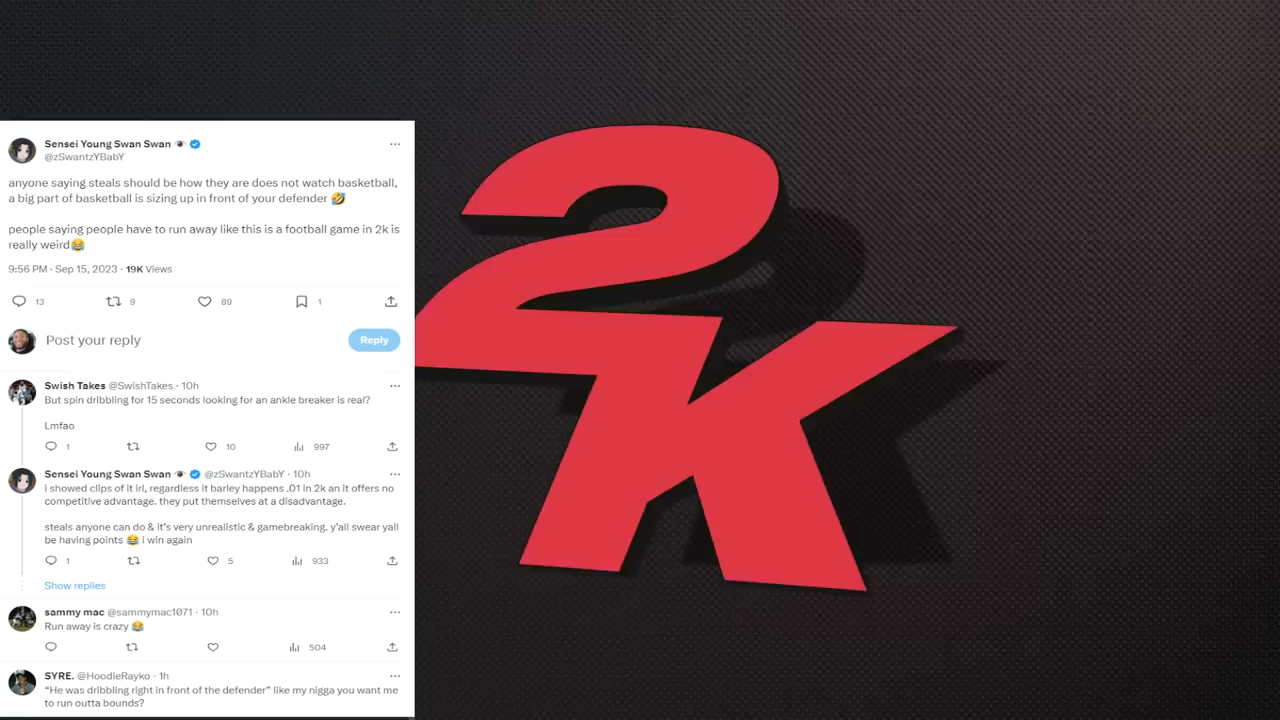 Sensei Young Swan Swan
@zSwantzYBabY
anyone saying steals should be how they are does not watch basketball,
a big part of basketball is sizing up in front of your defender 🤣
people saying people have to run away like this is a football game in 2k is
really weird😂
9:56 PM · Sep 15, 2023 · 19K Views
13 9 89 1
Post your reply Reply
Swish Takes @SwishTakes · 10h
But spin dribbling for 15 seconds looking for an ankle breaker is real?
Lmfao
1 10 997
Sensei Young Swan Swan 👁 @zSwantzYBabY · 10h
i showed clips of it irl, regardless it barley happens .01 in 2k an it offers no
competitive advantage. they put themselves at a disadvantage.
steals anyone can do & it's very unrealistic & gamebreaking. y'all swear yall
be having points 😂 i win again
1 5 933
Show replies
sammy mac @sammymac1071 · 10h
Run away is crazy 😂
504
SYRE. @HoodieRayko · 1h
“He was dribbling right in front of the defender” like my nigga you want me
to run outta bounds?
2K